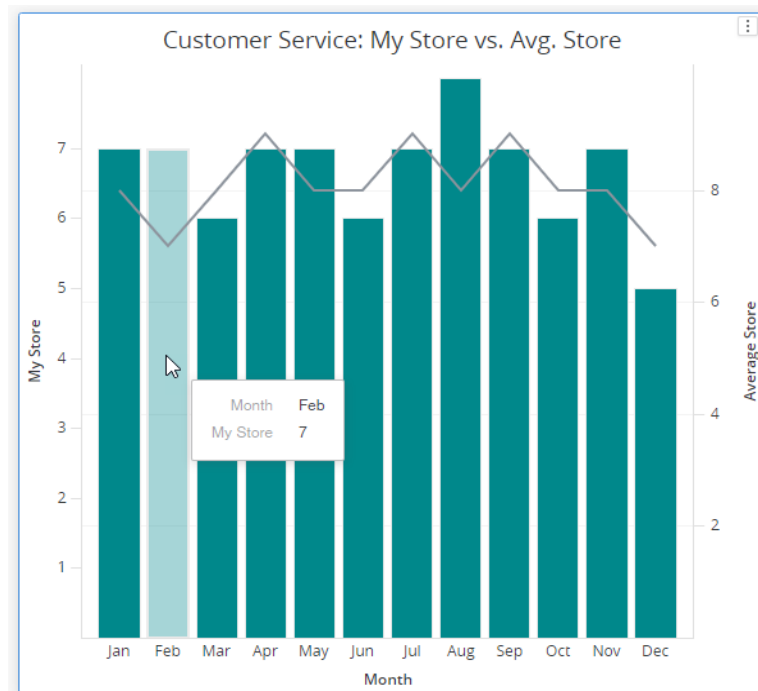 Customer Service: My Store vs. Avg. Store
7
6
5
4
3
2
1
My Store
8
6
4
2
Average Store
Month Feb
My Store 7
Jan Feb Mar Apr May Jun Jul Aug Sep Oct Nov Dec
Month